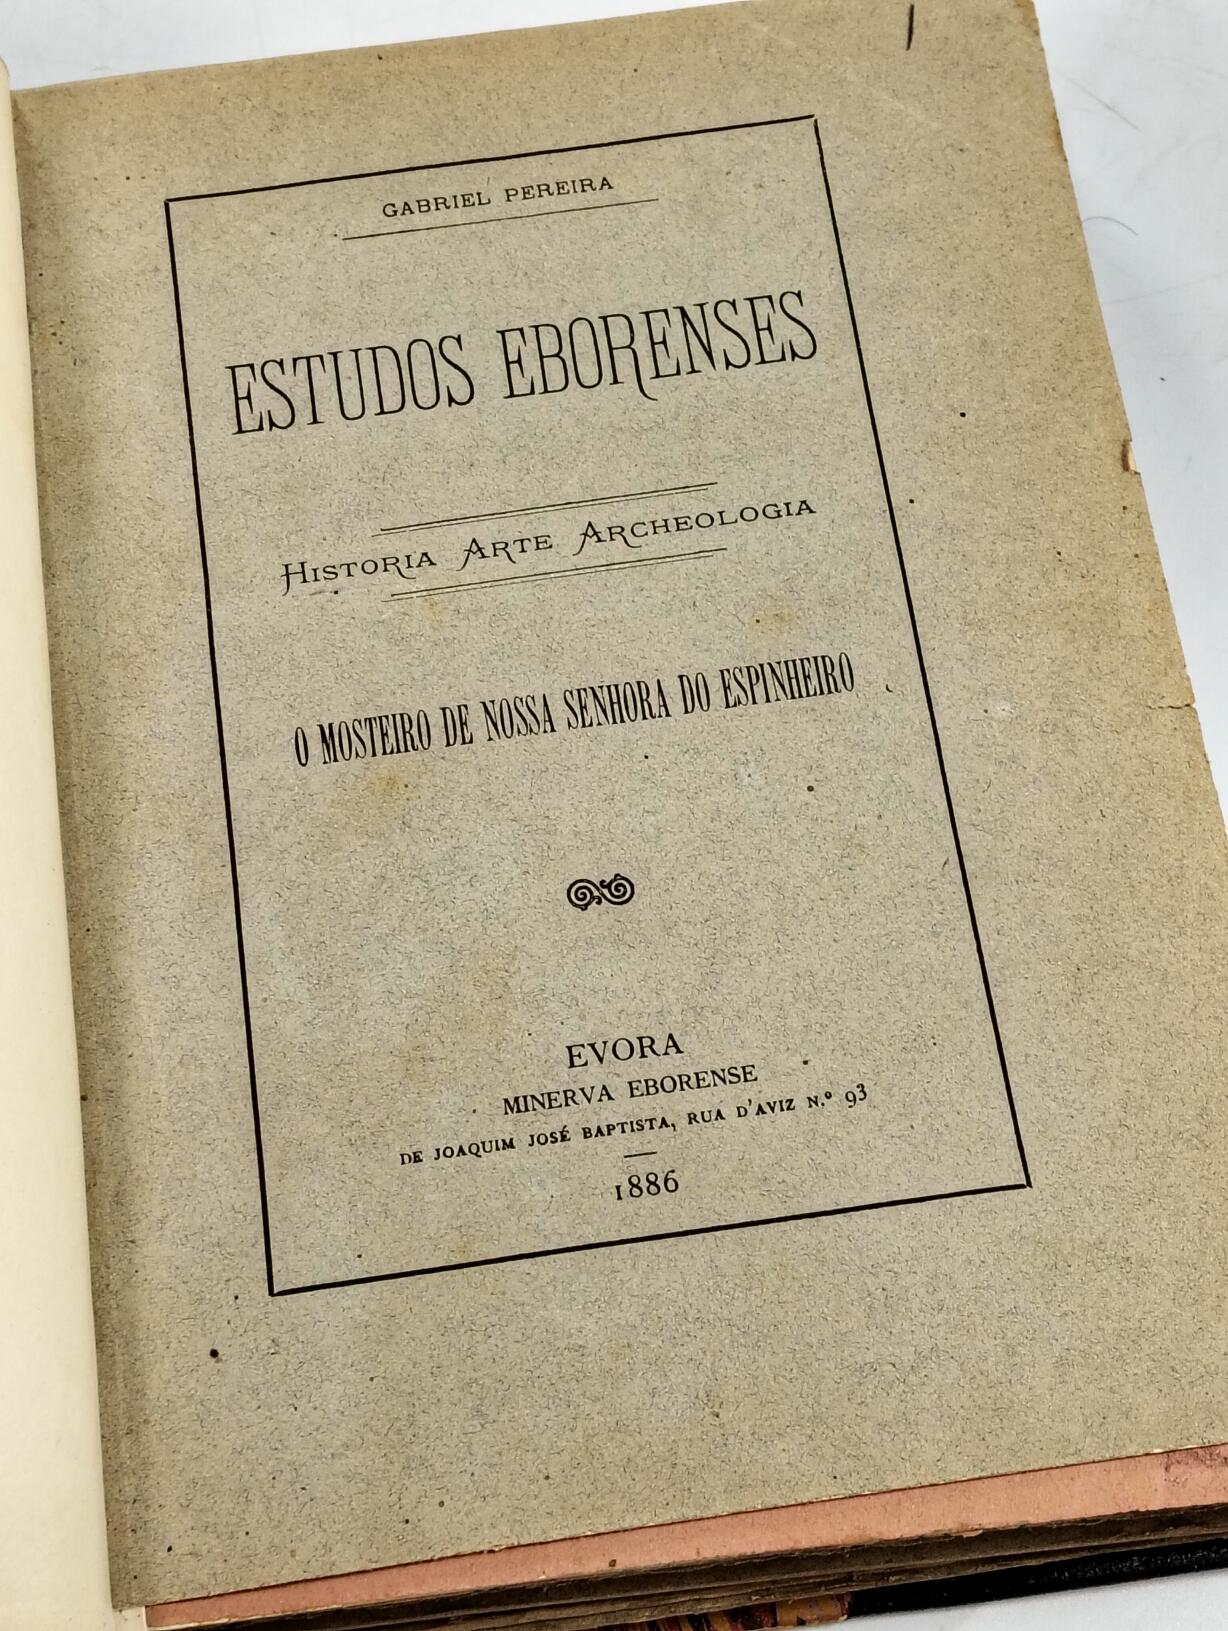 GABRIEL PEREIRA
ESTUDOS EBORENSES
HISTORIA ARTE ARCHEOLOGIA
O MOSTEIRO DE NOSSA SENHORA DO ESPINHEIRO
EVORA
MINERVA EBORENSE
DE JOAQUIM JOSÉ BAPTISTA, RUA D'AVIZ N.º 93
1886